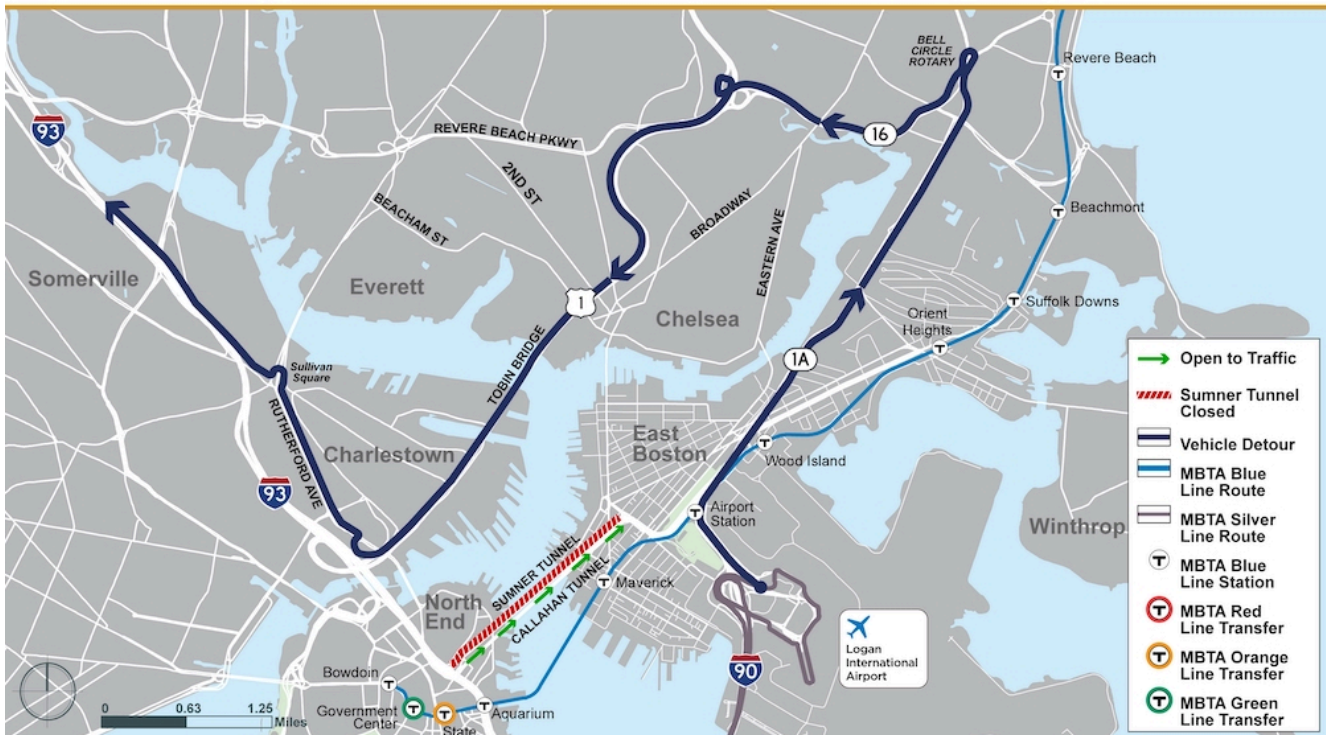 BELL
CIRCLE
ROTARY
Revere Beach
93
REVERE BEACH PKWY
16
2ND ST
BEACHAM ST
BROADWAY
EASTERN AVE
Beachmont
Somerville
Everett
1
Chelsea
Suffolk Downs
Orient
Heights
TOBIN BRIDGE
1A
Sullivan
Square
RUTHERFORD AVE
Charlestown
East
Boston
Wood Island
93
Airport
Station
Winthrop
SUMNER TUNNEL
CALLAHAN TUNNEL
Maverick
North
End
Logan
International
Airport
90
Bowdoin
Government
Center
State
Aquarium
0 0.63 1.25
Miles
Open to Traffic
Sumner Tunnel
Closed
Vehicle Detour
MBTA Blue
Line Route
MBTA Silver
Line Route
T MBTA Blue
Line Station
T MBTA Red
Line Transfer
T MBTA Orange
Line Transfer
T MBTA Green
Line Transfer